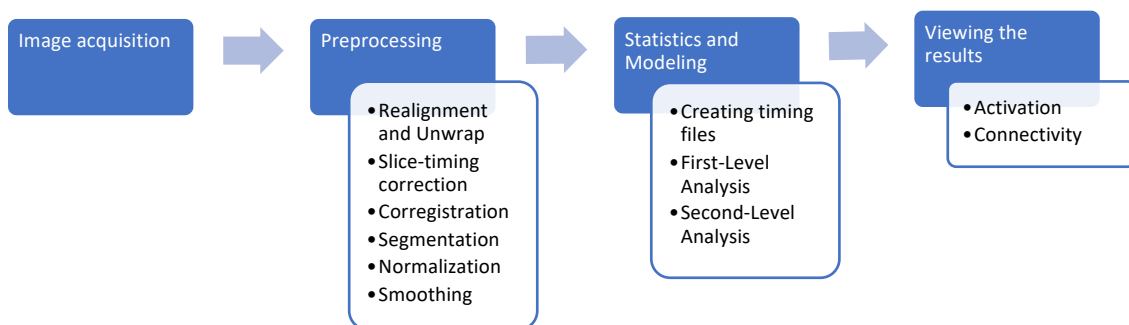 Image acquisition
Preprocessing
•Realignment
and Unwrap
•Slice-timing
correction
•Corregistration
•Segmentation
•Normalization
•Smoothing
Statistics and
Modeling
•Creating timing
files
•First-Level
Analysis
•Second-Level
Analysis
Viewing the
results
•Activation
•Connectivity